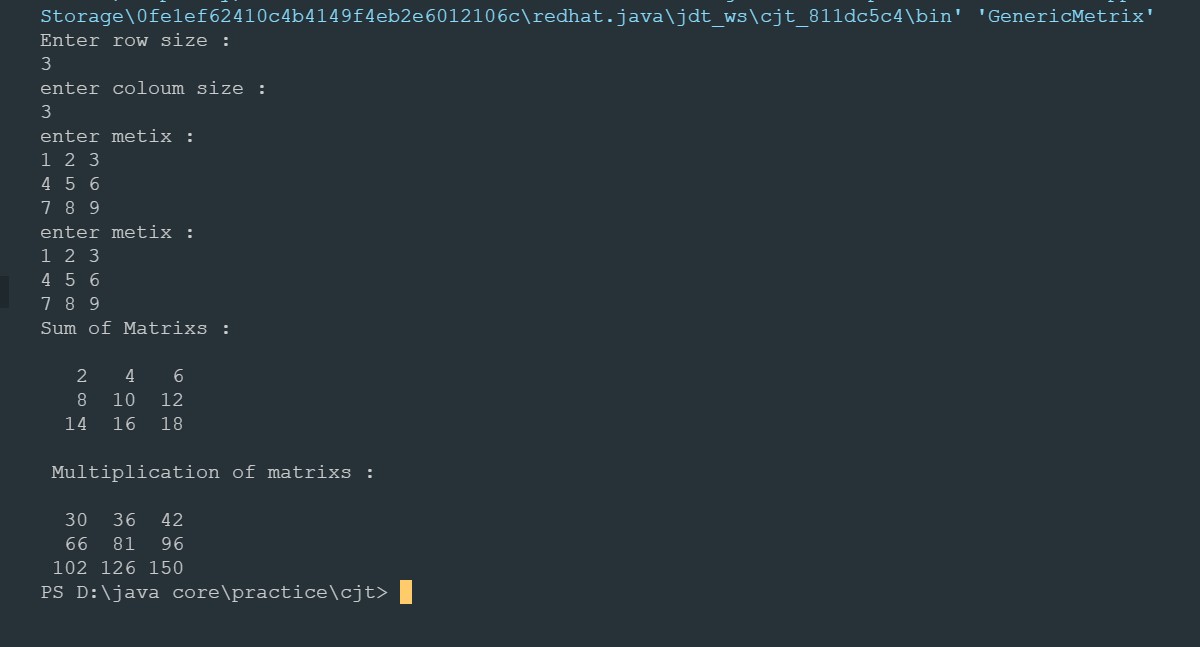 Storage\0fe1ef62410c4b4149f4eb2e6012106c\redhat.java\jdt_ws\cjt_811dc5c4\bin' 'GenericMetrix'
Enter row size :
3
enter coloum size :
3
enter metix :
1 2 3
4 5 6
7 8 9
enter metix :
1 2 3
4 5 6
7 8 9
Sum of Matrixs :
2 4 6
8 10 12
14 16 18
Multiplication of matrixs :
30 36 42
66 81 96
102 126 150
PS D:\java core\practice\cjt>